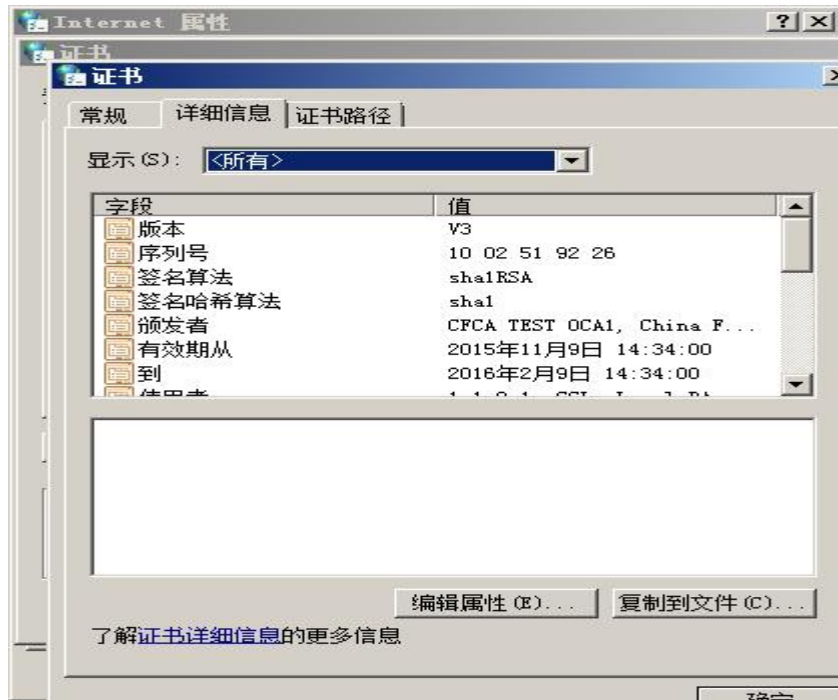 Internet 属性
证书
证书
常规 详细信息 证书路径
显示(S): <所有>
字段 值
版本 V3
序列号 10 02 51 92 26
签名算法 sha1RSA
签名哈希算法 sha1
颁发者 CFCA TEST OCA1, China F...
有效期从 2015年11月9日 14:34:00
到 2016年2月9日 14:34:00
编辑属性(E)... 复制到文件(C)...
了解证书详细信息的更多信息
确定